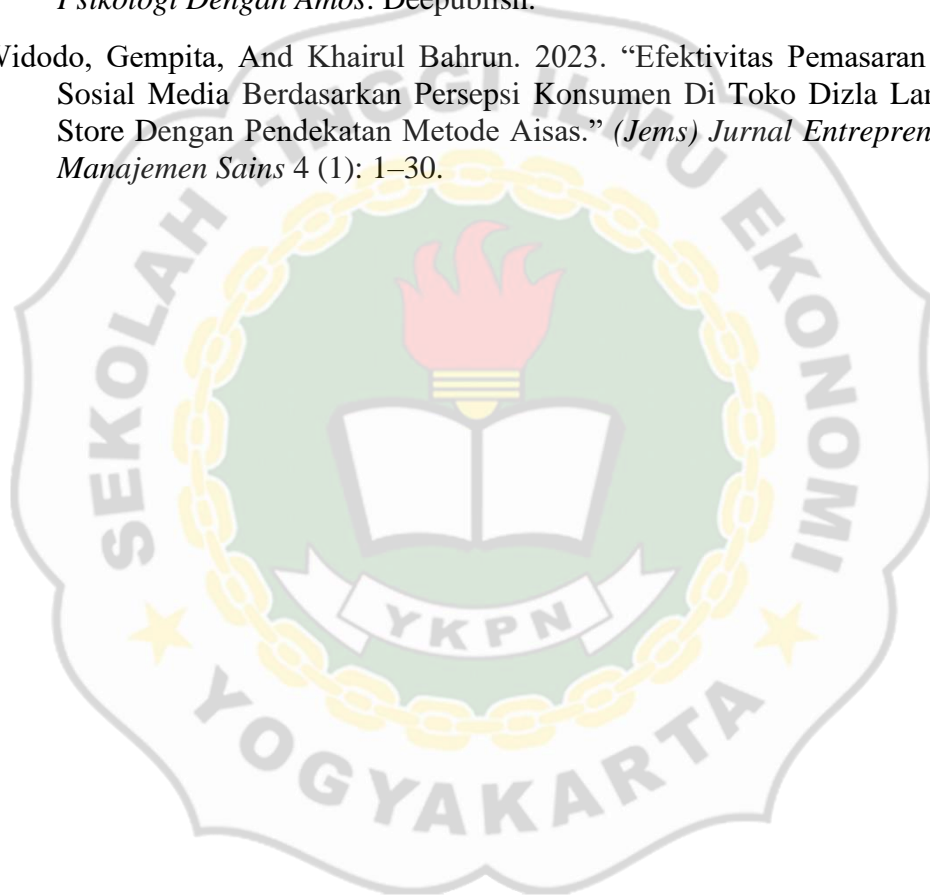 Psikologi Dengan Amos. Deepublish.
Widodo, Gempita, And Khairul Bahrun. 2023. “Efektivitas Pemasaran
Sosial Media Berdasarkan Persepsi Konsumen Di Toko Dizla
Store Dengan Pendekatan Metode Aisas.” (Jems) Jurnal
Manajemen Sains 4 (1): 1–30.
SEKOLAH TINGGI ILMU EKONOMI
YKPN
YOGYAKARTA